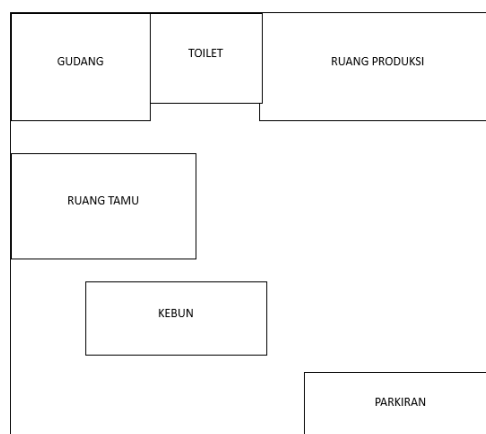 GUDANG
TOILET
RUANG PRODUKSI
RUANG TAMU
KEBUN
PARKIRAN